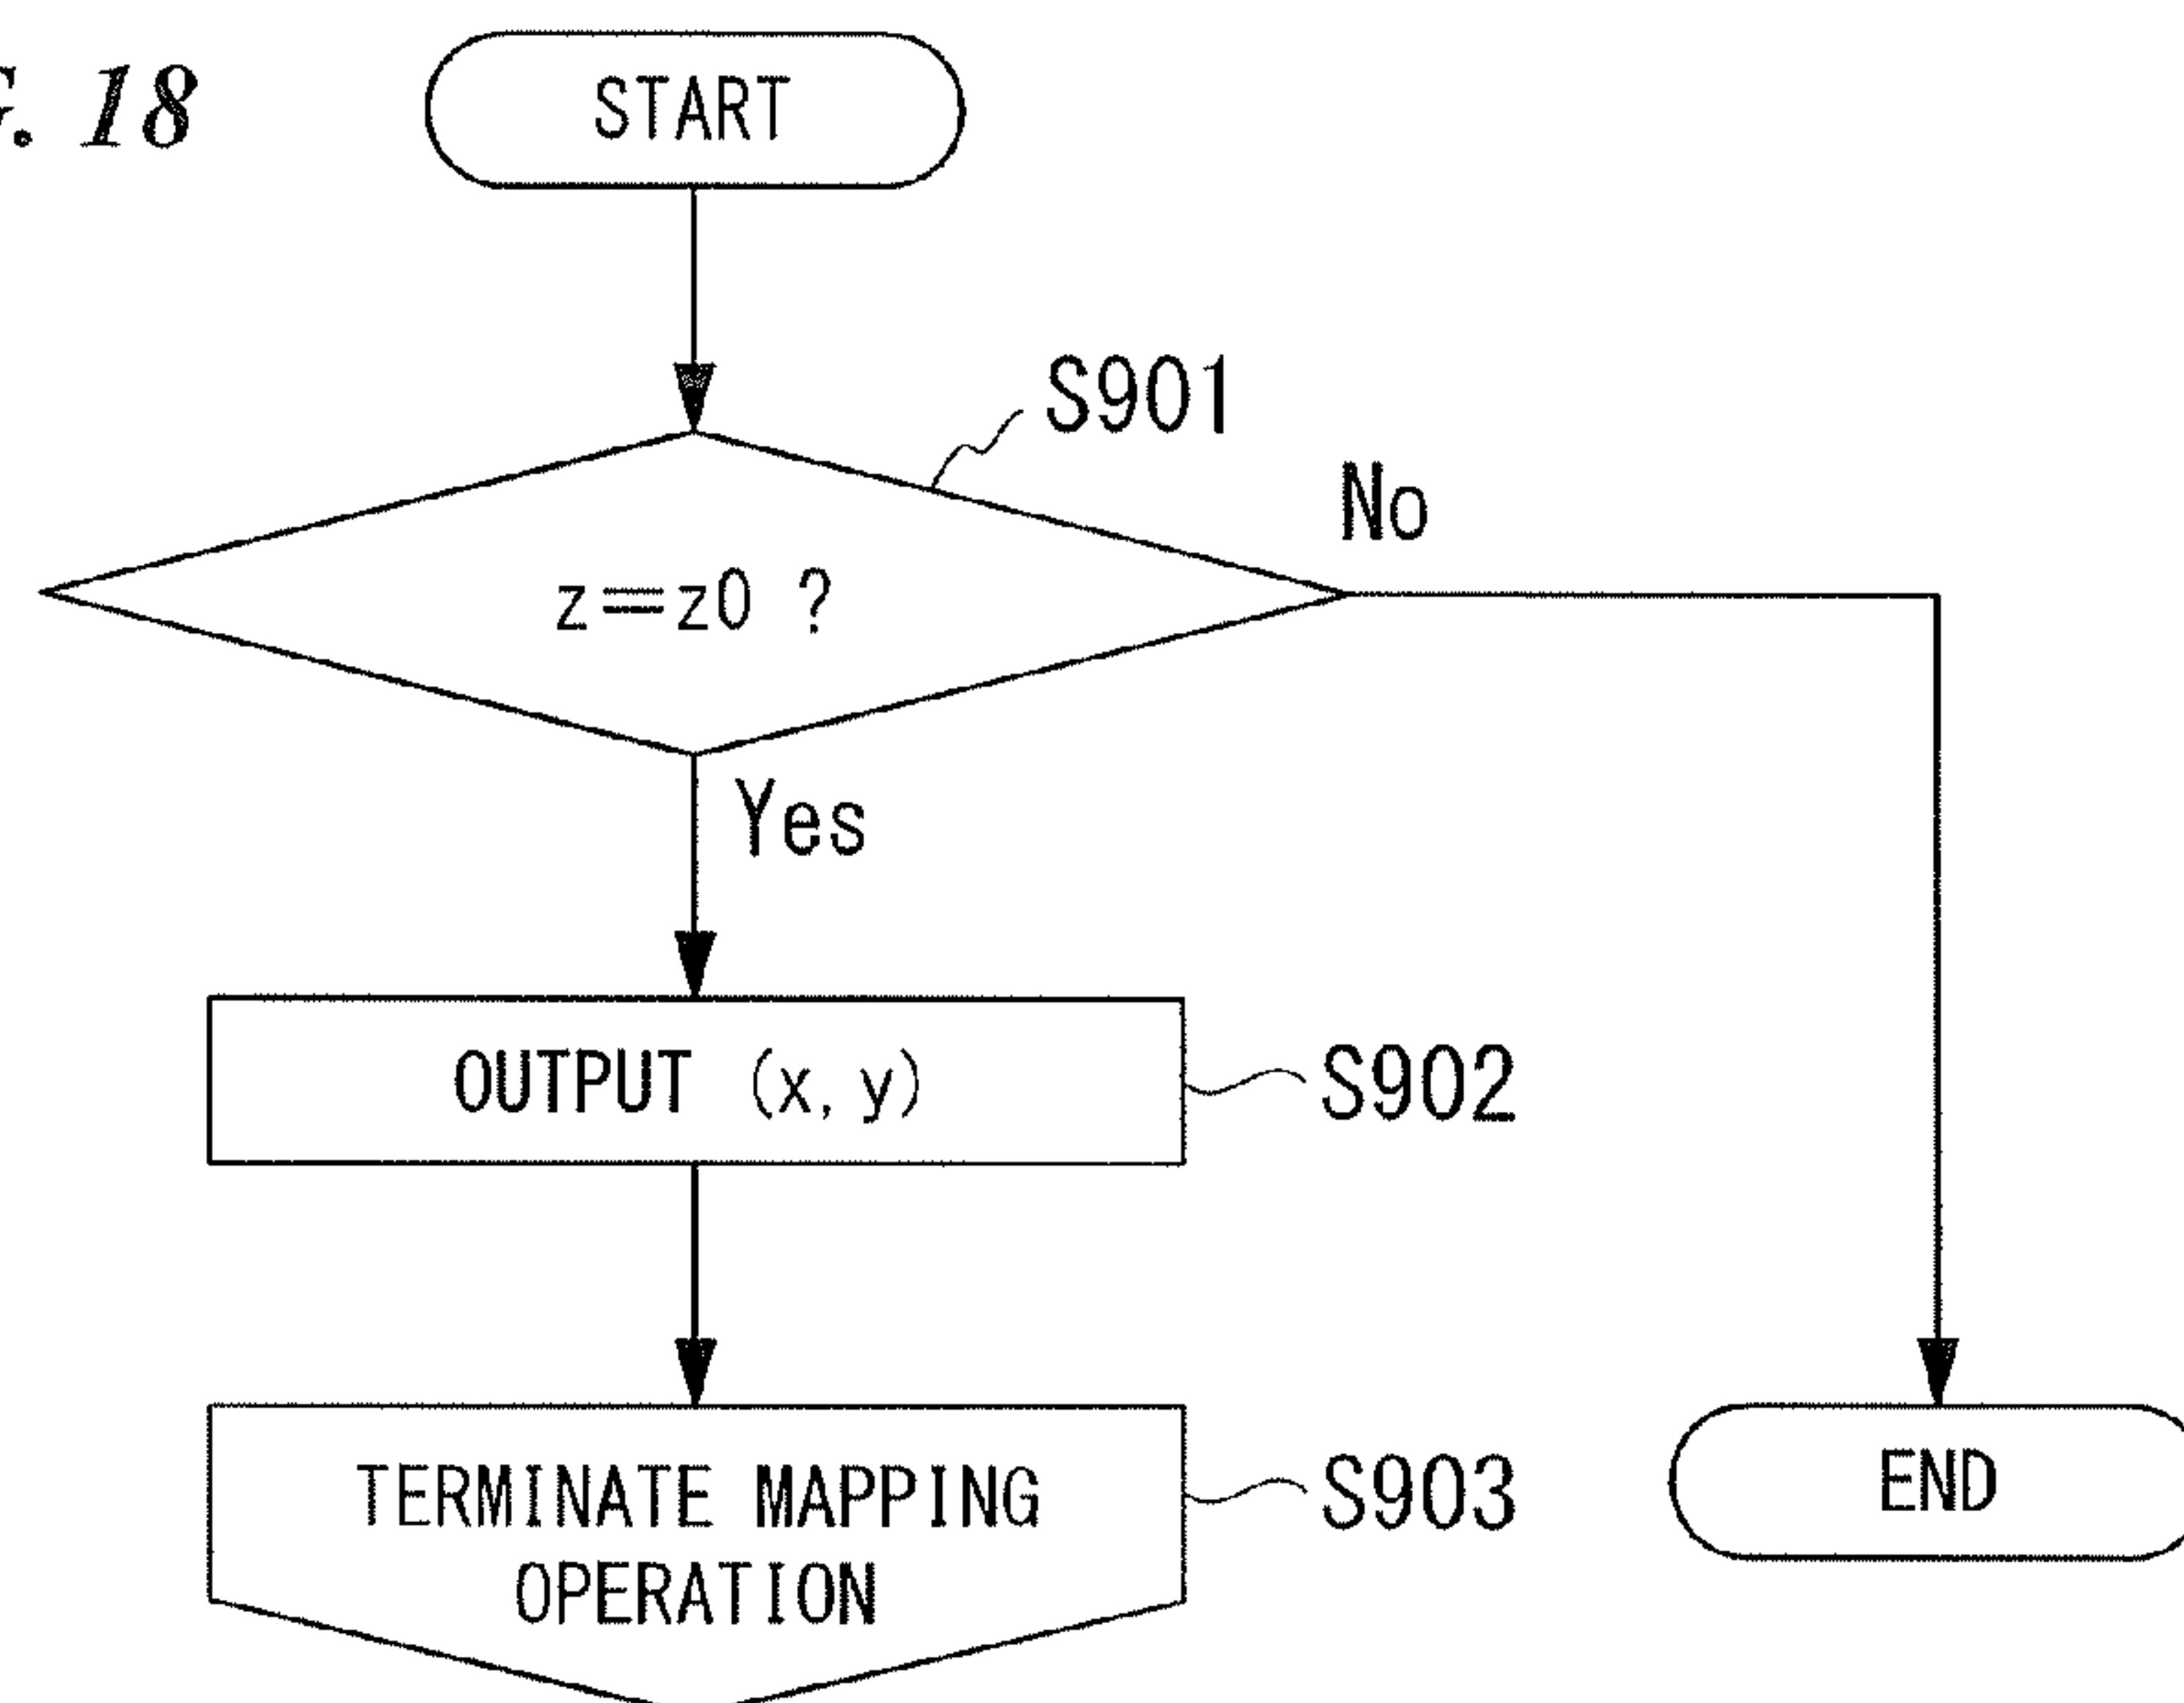 18
START
S901
No
z==z0 ?
Yes
OUTPUT (x, y)
S902
TERMINATE MAPPING
OPERATION
S903
END